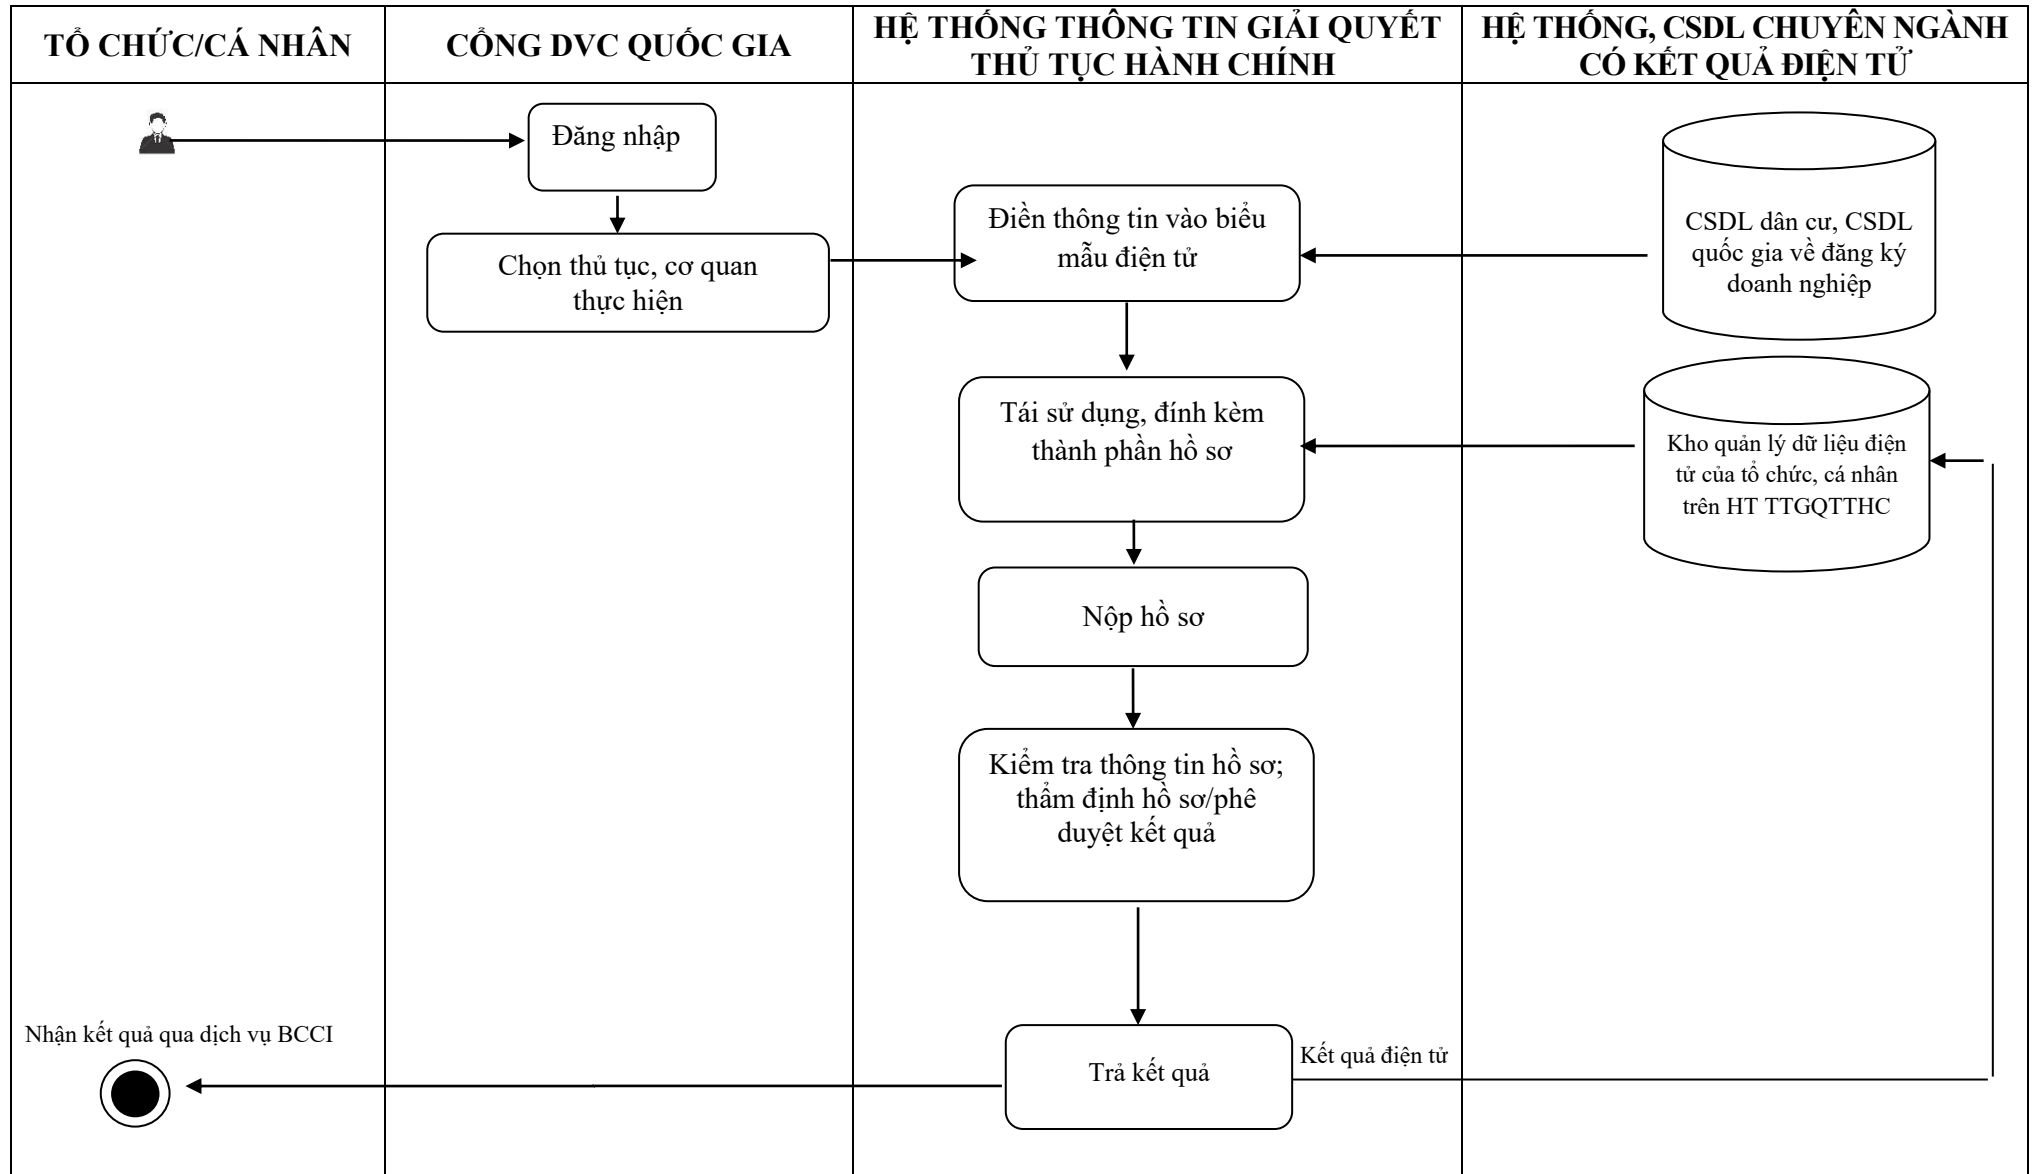 TỔ CHỨC/CÁ NHÂN
CỔNG DVC QUỐC GIA
HỆ THỐNG THÔNG TIN GIẢI QUYẾT
THỦ TỤC HÀNH CHÍNH
HỆ THỐNG, CSDL CHUYÊN NGÀNH
CÓ KẾT QUẢ ĐIỆN TỬ
Đăng nhập
Chọn thủ tục, cơ quan
thực hiện
Điền thông tin vào biểu
mẫu điện tử
CSDL dân cư, CSDL
quốc gia về đăng ký
doanh nghiệp
Tái sử dụng, đính kèm
thành phần hồ sơ
Kho quản lý dữ liệu điện
tử của tổ chức, cá nhân
trên HT TTGQTTHC
Nộp hồ sơ
Kiểm tra thông tin hồ sơ;
thẩm định hồ sơ/phê
duyệt kết quả
Nhận kết quả qua dịch vụ BCCI
Trả kết quả
Kết quả điện tử